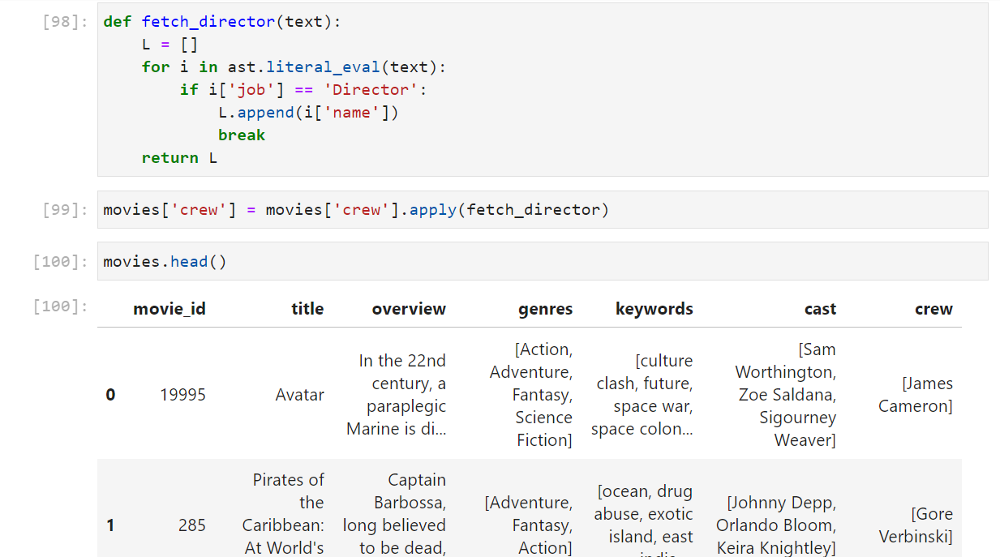 [98]: def fetch_director(text):
    L = []
    for i in ast.literal_eval(text):
        if i['job'] == 'Director':
            L.append(i['name'])
            break
    return L
[99]: movies['crew'] = movies['crew'].apply(fetch_director)
[100]: movies.head()
[100]: movie_id title overview genres keywords cast crew
0
19995
Avatar
In the 22nd
century, a
paraplegic
Marine is di...
[Action,
Adventure,
Fantasy,
Science
Fiction]
[culture
clash, future,
space war,
space colon...
[Sam
Worthington,
Zoe Saldana,
Sigourney
Weaver]
[James
Cameron]
1
285
Pirates of
the
Caribbean:
At World's
Captain
Barbossa,
long believed
to be dead,
[Adventure,
Fantasy,
Action]
[ocean, drug
abuse, exotic
island, east
[Johnny Depp,
Orlando Bloom,
Keira Knightley]
[Gore
Verbinski]